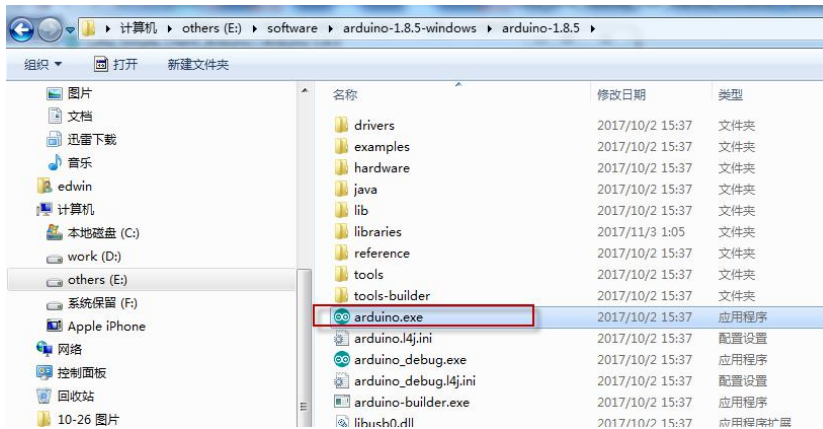 计算机 ▸ others (E:) ▸ software ▸ arduino-1.8.5-windows ▸ arduino-1.8.5 ▸
组织 打开 新建文件夹
图片
文档
迅雷下载
音乐
edwin
计算机
本地磁盘 (C:)
work (D:)
others (E:)
系统保留 (F:)
Apple iPhone
网络
控制面板
回收站
10-26 图片
名称 修改日期 类型
drivers 2017/10/2 15:37 文件夹
examples 2017/10/2 15:37 文件夹
hardware 2017/10/2 15:37 文件夹
java 2017/10/2 15:37 文件夹
lib 2017/10/2 15:37 文件夹
libraries 2017/11/3 1:05 文件夹
reference 2017/10/2 15:37 文件夹
tools 2017/10/2 15:37 文件夹
tools-builder 2017/10/2 15:37 文件夹
arduino.exe 2017/10/2 15:37 应用程序
arduino.l4j.ini 2017/10/2 15:37 配置设置
arduino_debug.exe 2017/10/2 15:37 应用程序
arduino_debug.l4j.ini 2017/10/2 15:37 配置设置
arduino-builder.exe 2017/10/2 15:37 应用程序
libusb0.dll 2017/10/2 15:37 应用程序扩展